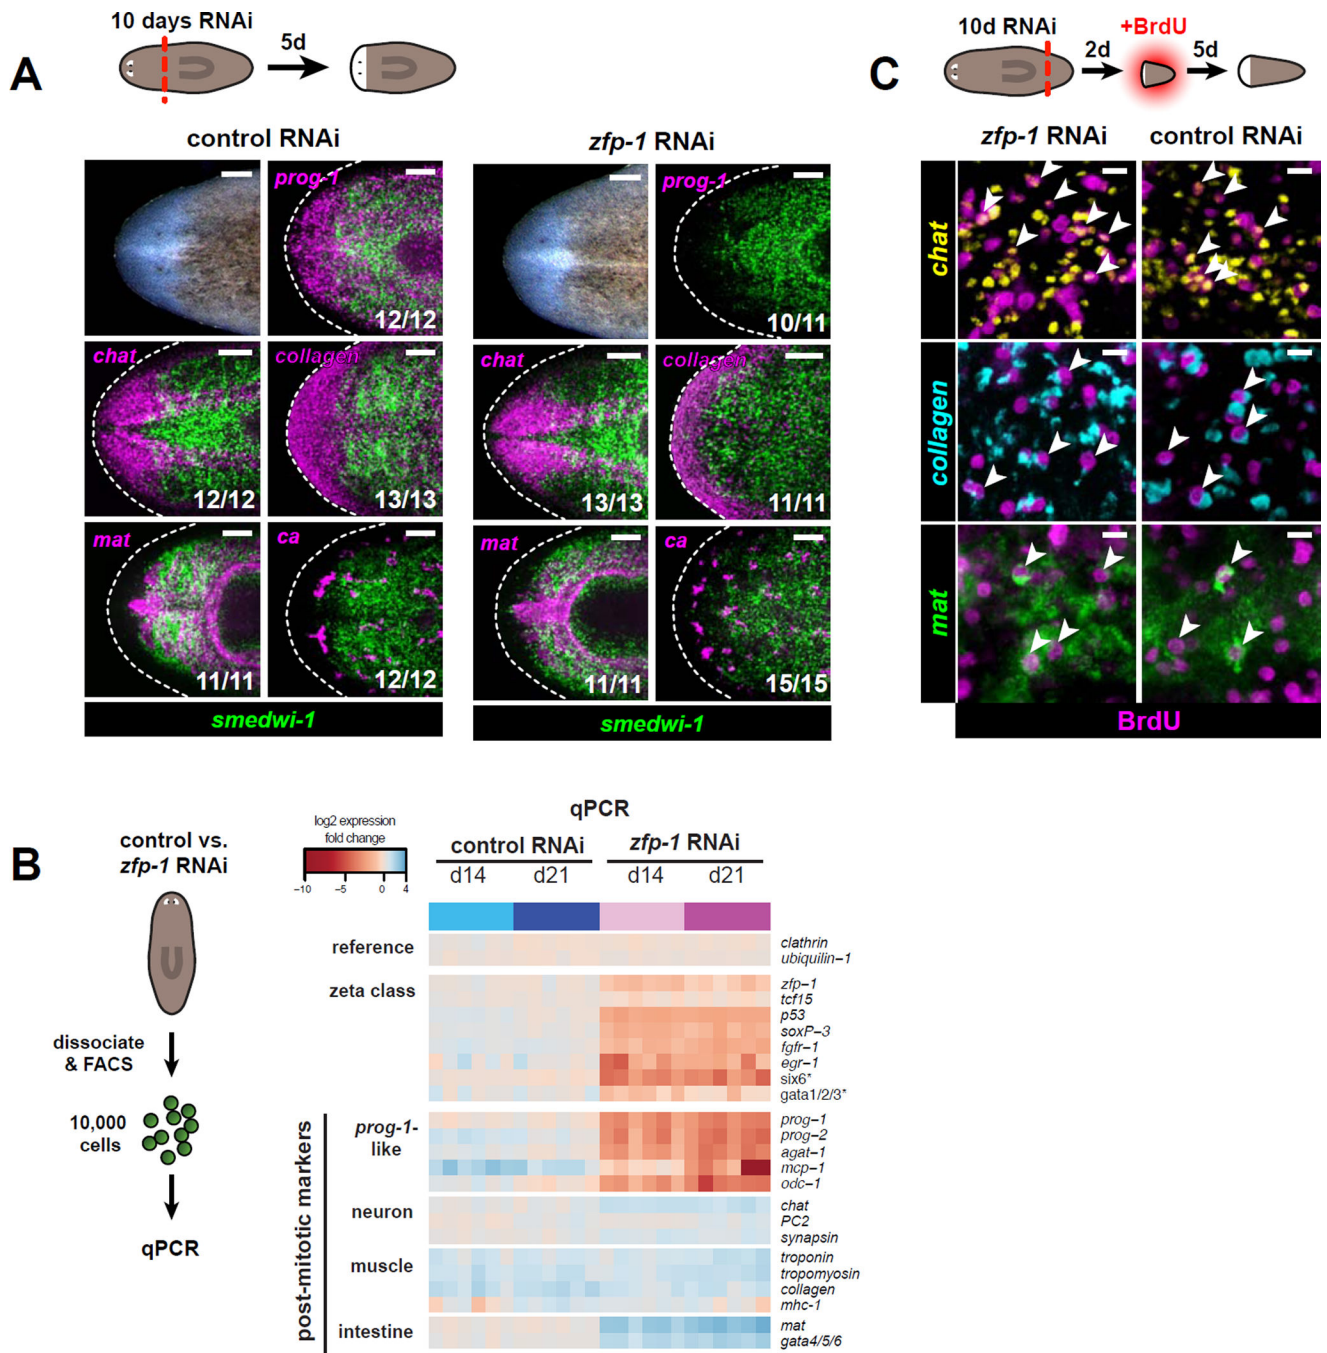 A
10 days RNAi
5d
control RNAi
zfp-1 RNAi
prog-1
12/12
prog-1
10/11
chat
12/12
collagen
13/13
chat
13/13
collagen
11/11
mat
11/11
ca
12/12
mat
11/11
ca
15/15
smedwi-1
smedwi-1
C
10d RNAi
2d
+BrdU
5d
zfp-1 RNAi
control RNAi
chat
collagen
mat
BrdU
B
control vs.
zfp-1 RNAi
dissociate
& FACS
10,000
cells
qPCR
qPCR
log2 expression
fold change
-10 -5 0 4
control RNAi
zfp-1 RNAi
d14 d21 d14 d21
reference
clathrin
ubiquilin-1
zeta class
zfp-1
tcf15
p53
soxP-3
fgfr-1
egr-1
six6*
gata1/2/3*
post-mitotic markers
prog-1-
like
prog-1
prog-2
agat-1
mcp-1
odc-1
neuron
chat
PC2
synapsin
muscle
troponin
tropomyosin
collagen
mhc-1
intestine
mat
gata4/5/6